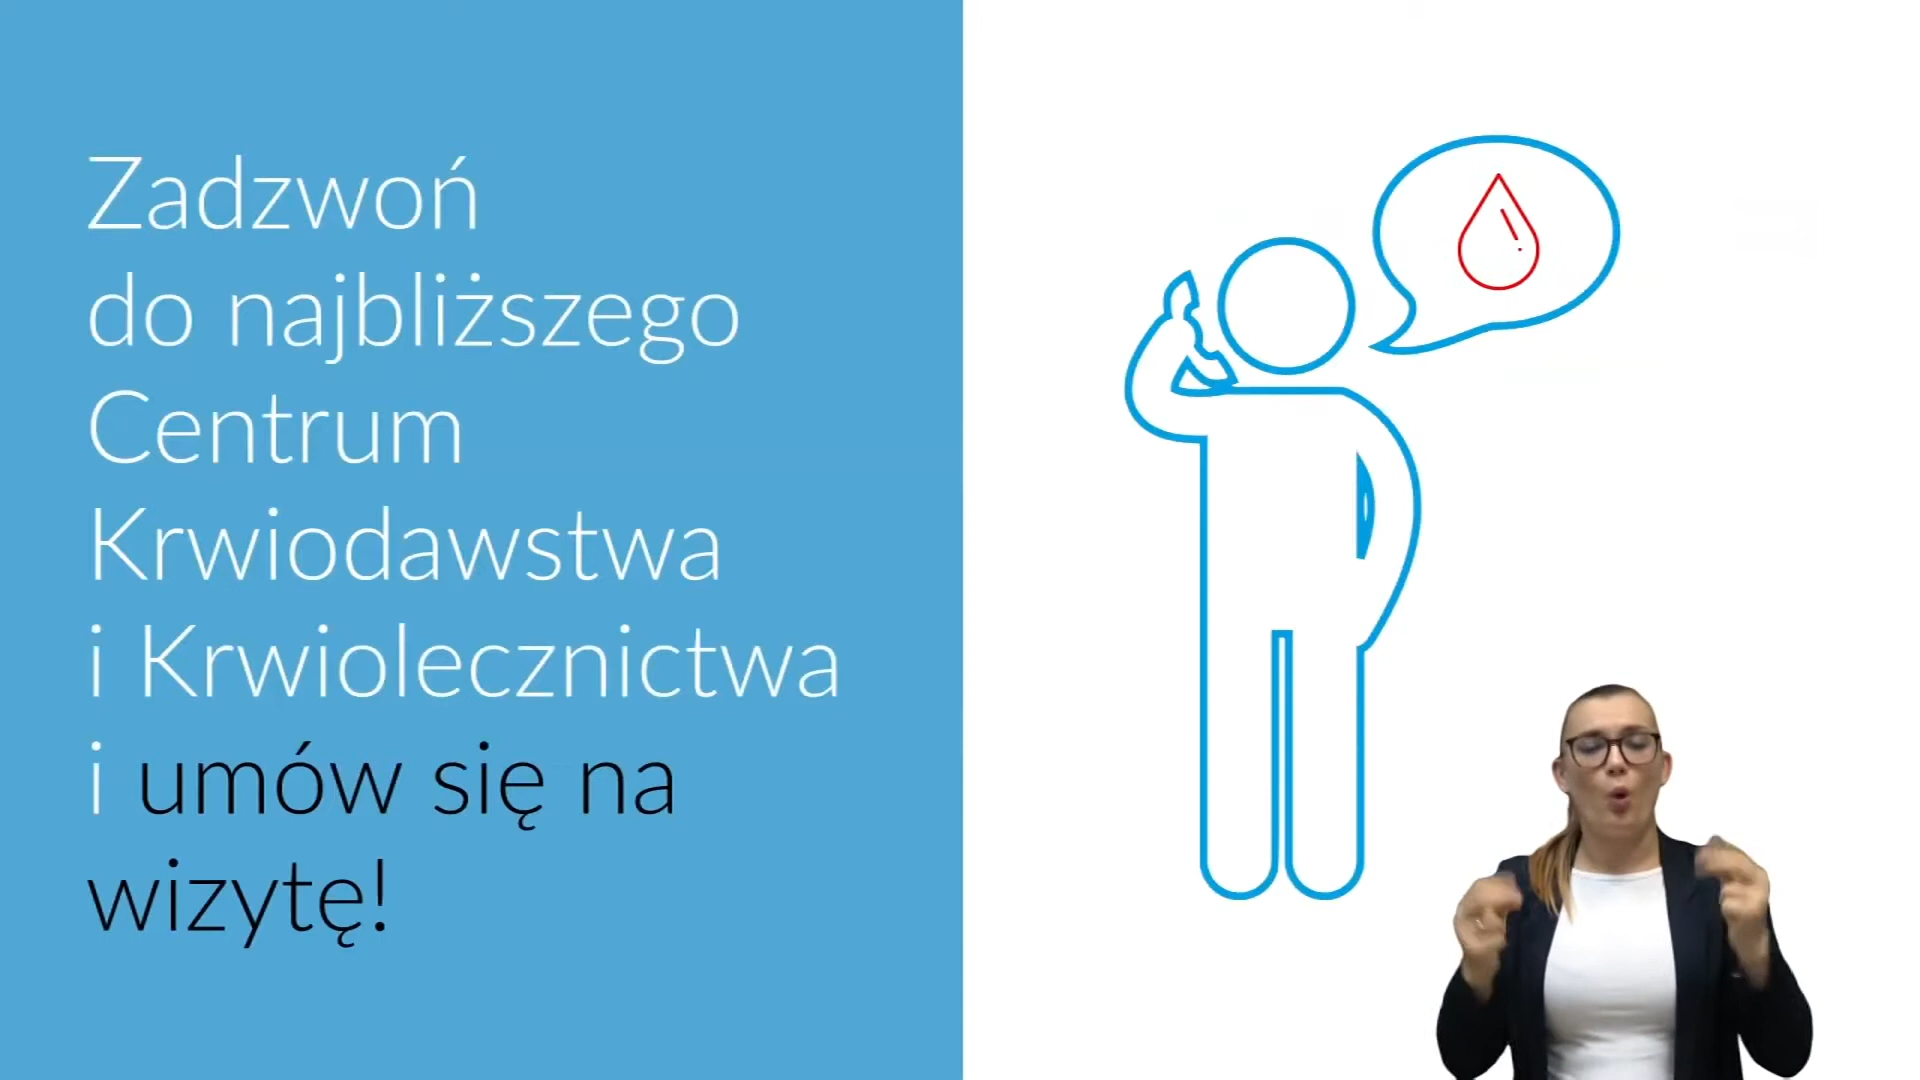 Zadzwoń
do najbliższego
Centrum
Krwiodawstwa
i Krwiolecznictwa
i umów się na
wizytę!